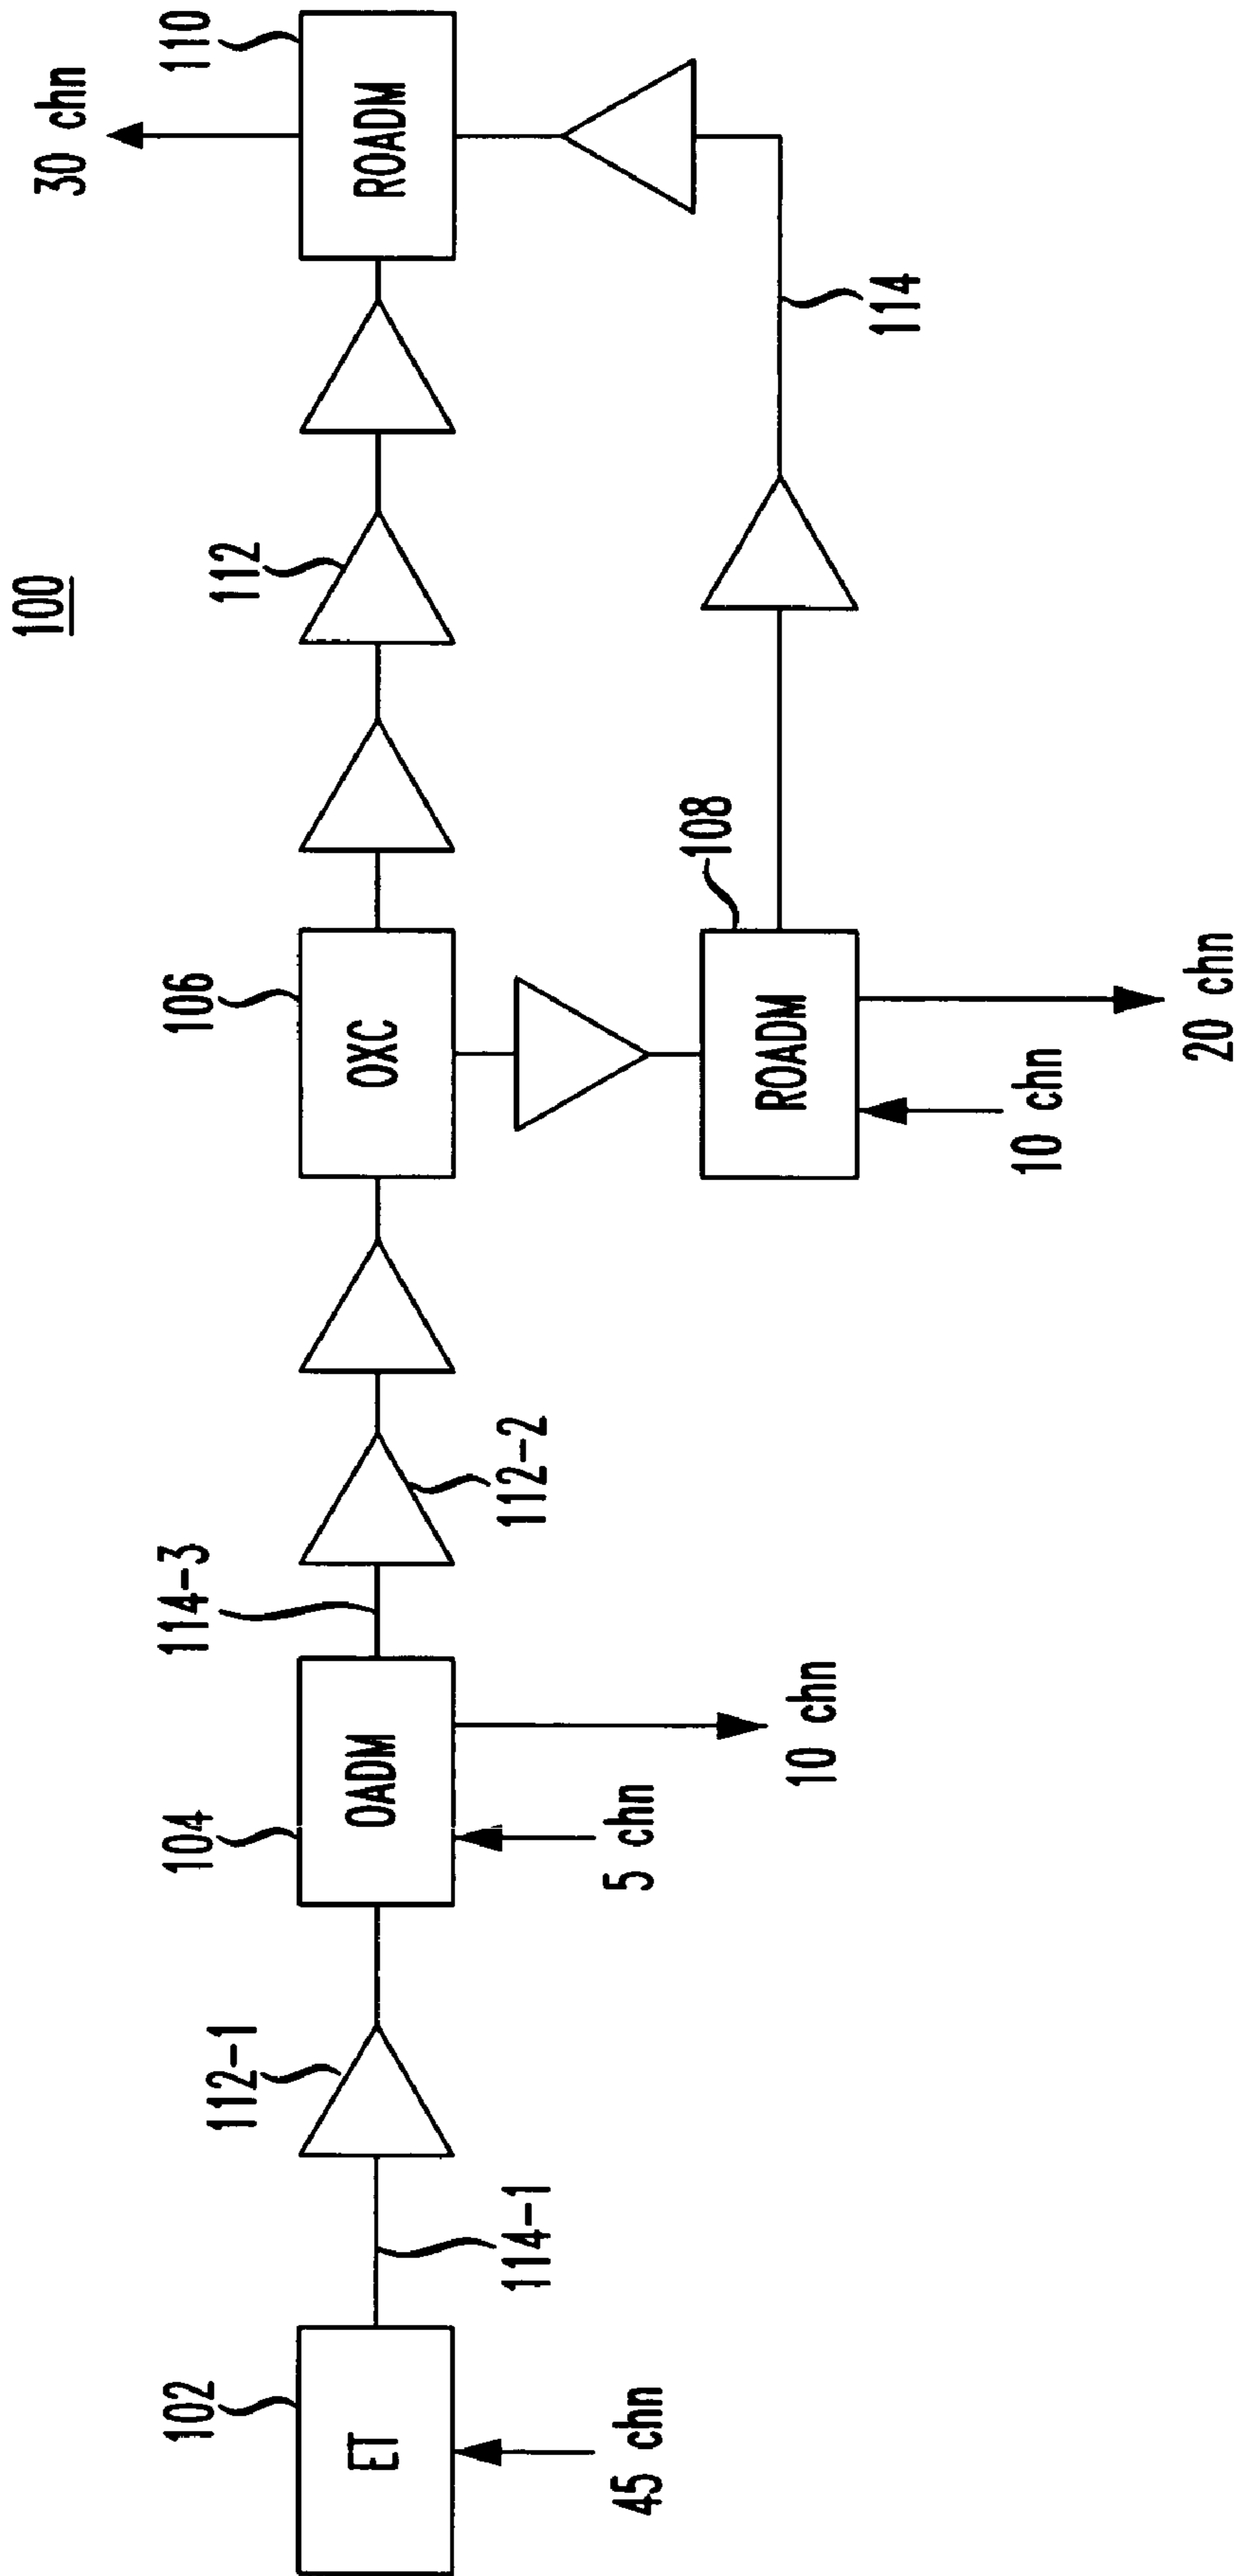 100
30 chn
110
ROADM
112
106
OXC
114-3
112-2
104
OADM
112-1
102
ET
114-1
45 chn
5 chn
10 chn
108
ROADM
114
10 chn
20 chn